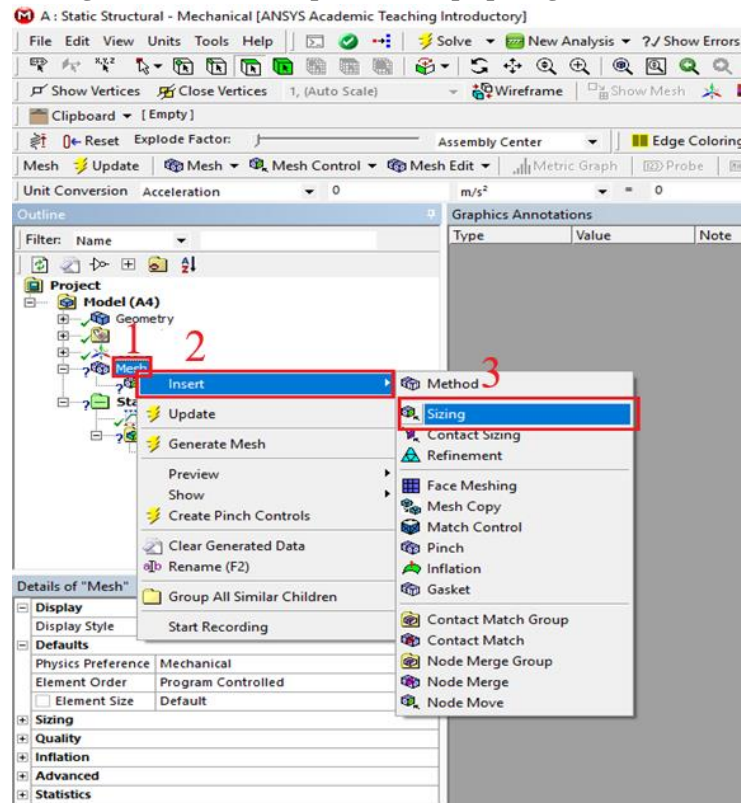 A : Static Structural - Mechanical [ANSYS Academic Teaching Introductory]
File Edit View Units Tools Help Solve New Analysis ?./ Show Errors
Show Vertices Close Vertices 1, (Auto Scale) Wireframe Show Mesh
Clipboard [Empty]
Reset Explode Factor: Assembly Center Edge Coloring
Mesh Update Mesh Mesh Control Mesh Edit Metric Graph Probe
Unit Conversion Acceleration 0 m/s² = 0
Outline
Graphics Annotations
Filter: Name
Type Value Note
Project
Model (A4)
Geometry
1
Mesh
2
Insert
Update
Generate Mesh
Preview
Show
Create Pinch Controls
Clear Generated Data
Rename (F2)
Group All Similar Children
Start Recording
3
Method
Sizing
Contact Sizing
Refinement
Face Meshing
Mesh Copy
Match Control
Pinch
Inflation
Gasket
Contact Match Group
Contact Match
Node Merge Group
Node Merge
Node Move
Details of "Mesh"
Display
Display Style
Defaults
Physics Preference Mechanical
Element Order Program Controlled
Element Size Default
Sizing
Quality
Inflation
Advanced
Statistics